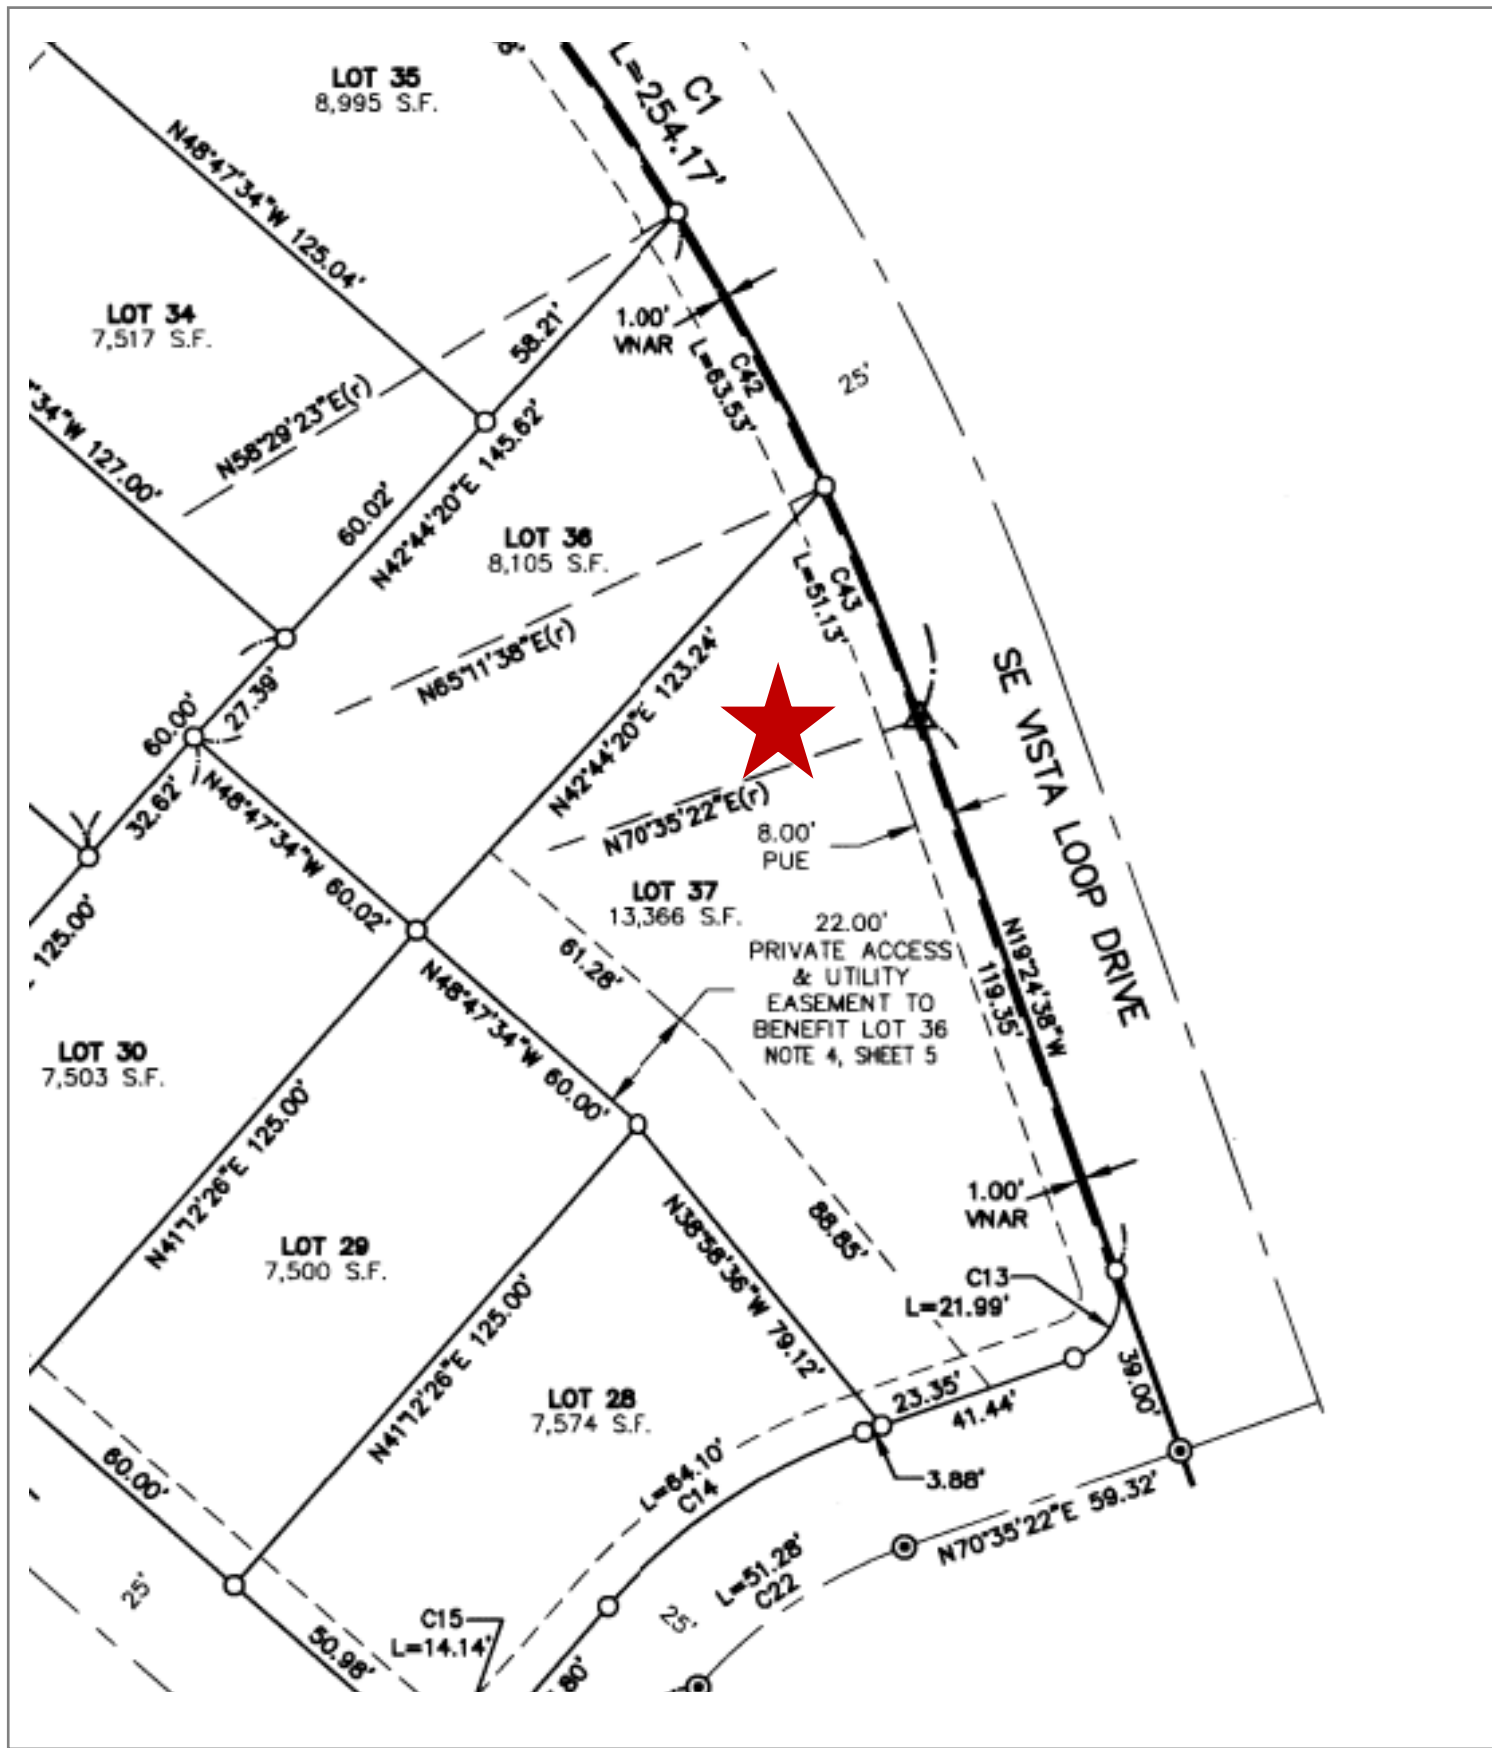 LOT 35
8,995 S.F.
C1
L=254.17'
N48°47'34"W 125.04'
LOT 34
7,517 S.F.
58.21'
1.00'
VNAR
C42
L=63.53'
25'
N58°29'23"E(r)
°34"W 127.00'
60.02'
N42°44'20"E 145.62'
LOT 36
8,105 S.F.
C43
L=51.13'
N65°11'38"E(r)
N42°44'20"E 123.24'
SE VISTA LOOP DRIVE
60.00'
27.39'
32.62'
N48°47'34"W 60.02'
N70°35'22"E(r)
8.00'
PUE
LOT 37
13,366 S.F.
22.00'
PRIVATE ACCESS
& UTILITY
EASEMENT TO
BENEFIT LOT 36
NOTE 4, SHEET 5
61.28'
125.00'
N48°47'34"W 60.00'
N19°24'38"W
119.35'
LOT 30
7,503 S.F.
N41°12'26"E 125.00'
1.00'
VNAR
88.85'
N38°58'36"W 79.12'
LOT 29
7,500 S.F.
C13
L=21.99'
N41°12'26"E 125.00'
39.00'
LOT 28
7,574 S.F.
23.35'
41.44'
3.88'
60.00'
L=64.10'
C14
N70°35'22"E 59.32'
L=51.28'
C22
25'
25'
C15
L=14.14'
50.98'
.80'